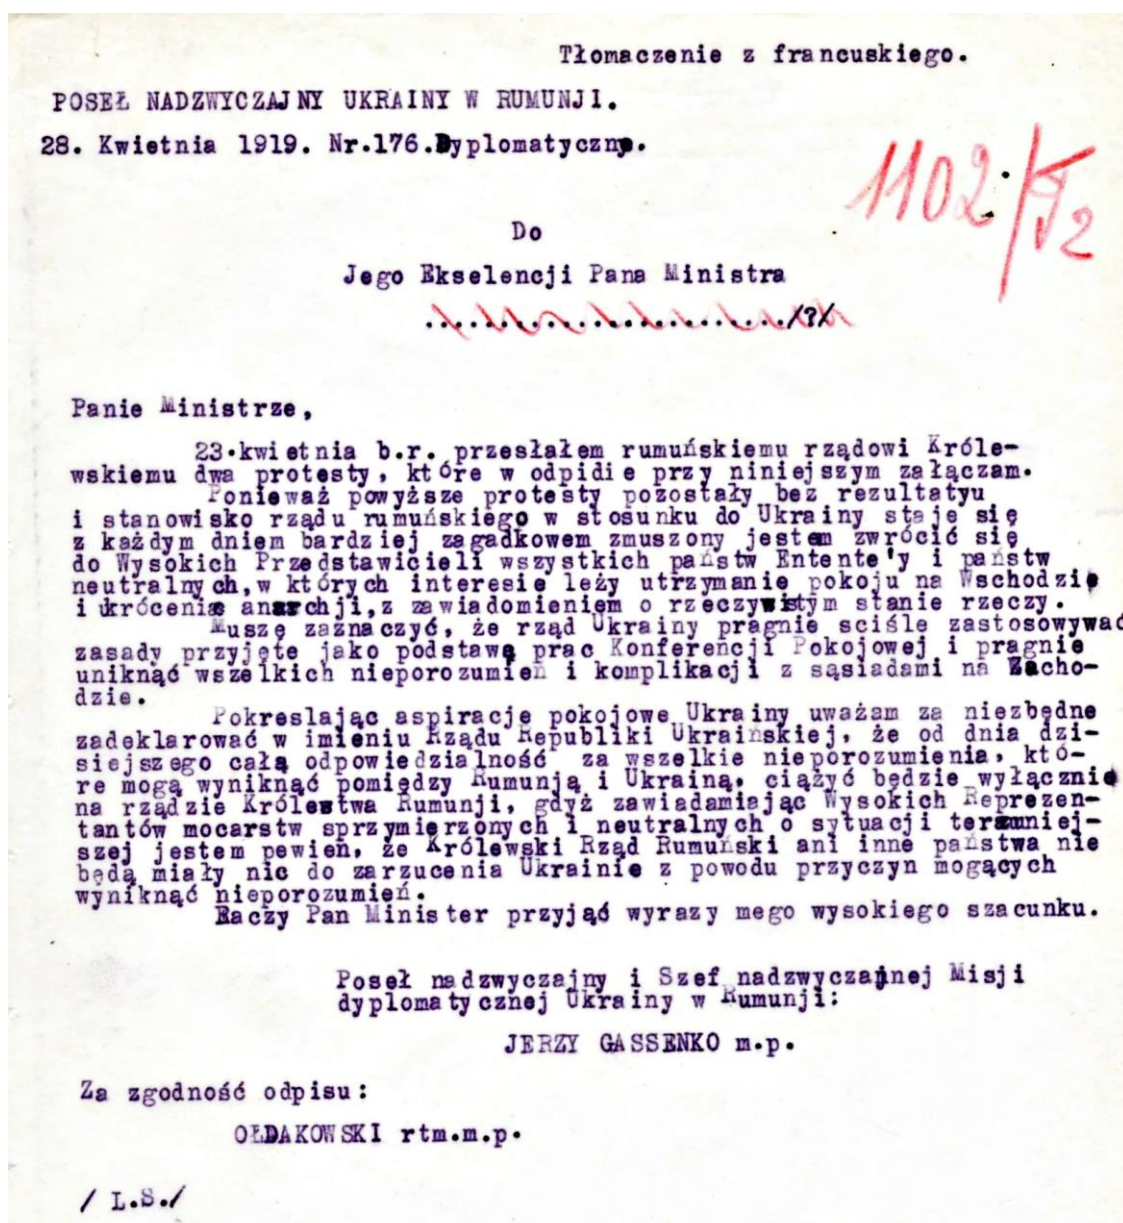 Tłomaczenie z francuskiego.
POSEŁ NADZWYCZAJNY UKRAINY W RUMUNJI.
28. Kwietnia 1919. Nr.176.Dyplomatyczny.
1102/
Do
Jego Ekselencji Pana Ministra
........................./?/
Panie Ministrze,
23.kwietnia b.r. przesłałem rumuńskiemu rządowi Króle-
wskiemu dwa protesty, które w odpidie przy niniejszym załączam.
Ponieważ powyższe protesty pozostały bez rezultatyu
i stanowisko rządu rumuńskiego w stosunku do Ukrainy staje się
z każdym dniem bardziej zagadkowem zmuszony jestem zwrócić się
do Wysokich Przedstawicieli wszystkich państw Entente'y i państw
neutralnych,w których interesie leży utrzymanie pokoju na Wschodzie
i ukrócenia anarchji,z zawiadomieniem o rzeczywistym stanie rzeczy.
Muszę zaznaczyć, że rząd Ukrainy pragnie sciśle zastosowywać
zasady przyjęte jako podstawę prac Konferencji Pokojowej i pragnie
uniknąć wszelkich nieporozumień i komplikacji z sąsiadami na Zacho-
dzie.
Pokreslając aspiracje pokojowe Ukrainy uważam za niezbędne
zadeklarować w imieniu Rządu Republiki Ukraińskiej, że od dnia dzi-
siejszego całą odpowiedzialność za wszelkie nieporozumienia, któ-
re mogą wyniknąć pomiędzy Rumunją i Ukrainą, ciążyć będzie wyłącznie
na rządzie Królestwa Rumunji, gdyż zawiadamiając Wysokich Reprezen-
tantów mocarstw sprzymierzonych i neutralnych o sytuacji teraźniej-
szej jestem pewień, że Królewski Rząd Rumuński ani inne państwa nie
będą miały nic do zarzucenia Ukrainie z powodu przyczyn mogących
wyniknąć nieporozumień.
Raczy Pan Minister przyjąć wyrazy mego wysokiego szacunku.
Poseł nadzwyczajny i Szef nadzwyczajnej Misji
dyplomatycznej Ukrainy w Rumunji:
JERZY GASSENKO m.p.
Za zgodność odpisu:
OŁDAKOWSKI rtm.m.p.
/ L.S./